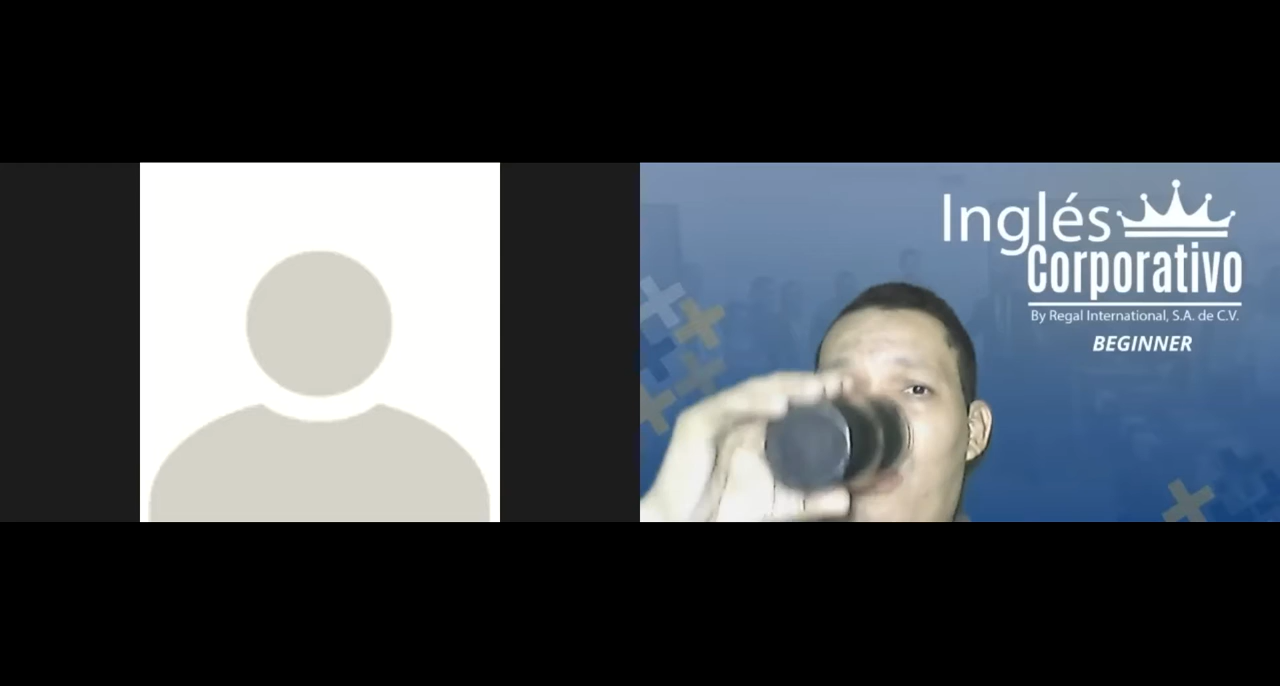 Inglés
Corporativo
By Regal International, S.A. de C.V.
BEGINNER